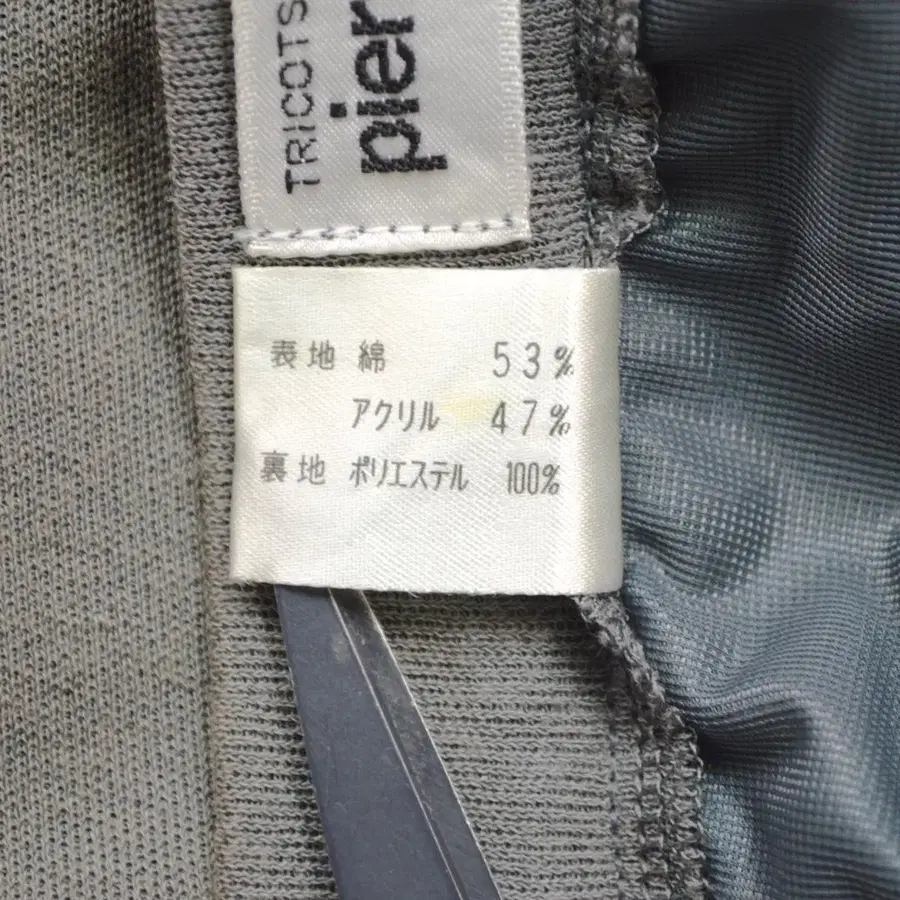 TRICOTS
pier
表地 綿 53%
アクリル 47%
裏地 ポリエステル 100%